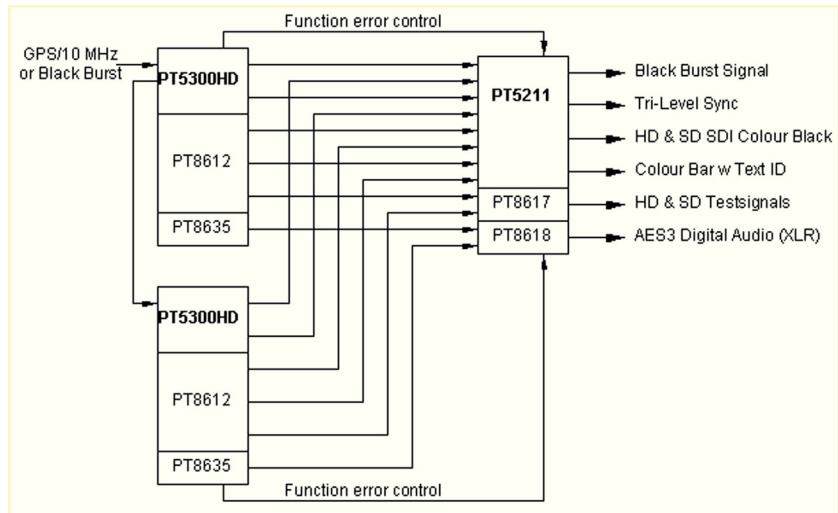 Function error control
GPS/10 MHz
or Black Burst
PT5300HD
PT8612
PT8635
PT5300HD
PT8612
PT8635
Function error control
PT5211
PT8617
PT8618
Black Burst Signal
Tri-Level Sync
HD & SD SDI Colour Black
Colour Bar w Text ID
HD & SD Testsignals
AES3 Digital Audio (XLR)